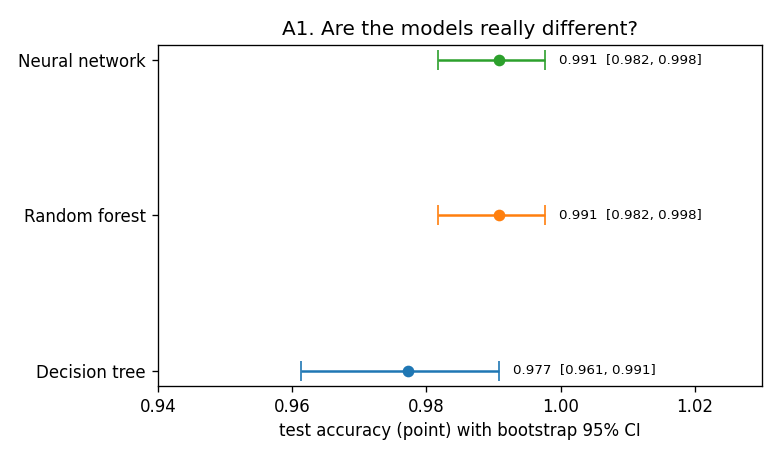 A1. Are the models really different?
Neural network
0.991  [0.982, 0.998]
Random forest
0.991  [0.982, 0.998]
Decision tree
0.977  [0.961, 0.991]
0.94 0.96 0.98 1.00 1.02
test accuracy (point) with bootstrap 95% CI